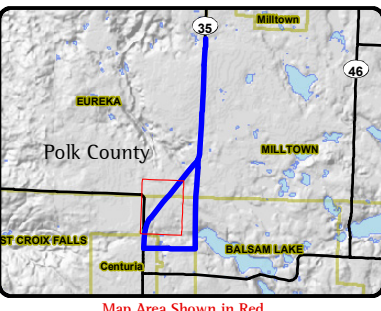 35
Milltown
46
EUREKA
Polk County
MILLTOWN
ST CROIX FALLS
BALSAM LAKE
Centuria
Map Area Shown in Red